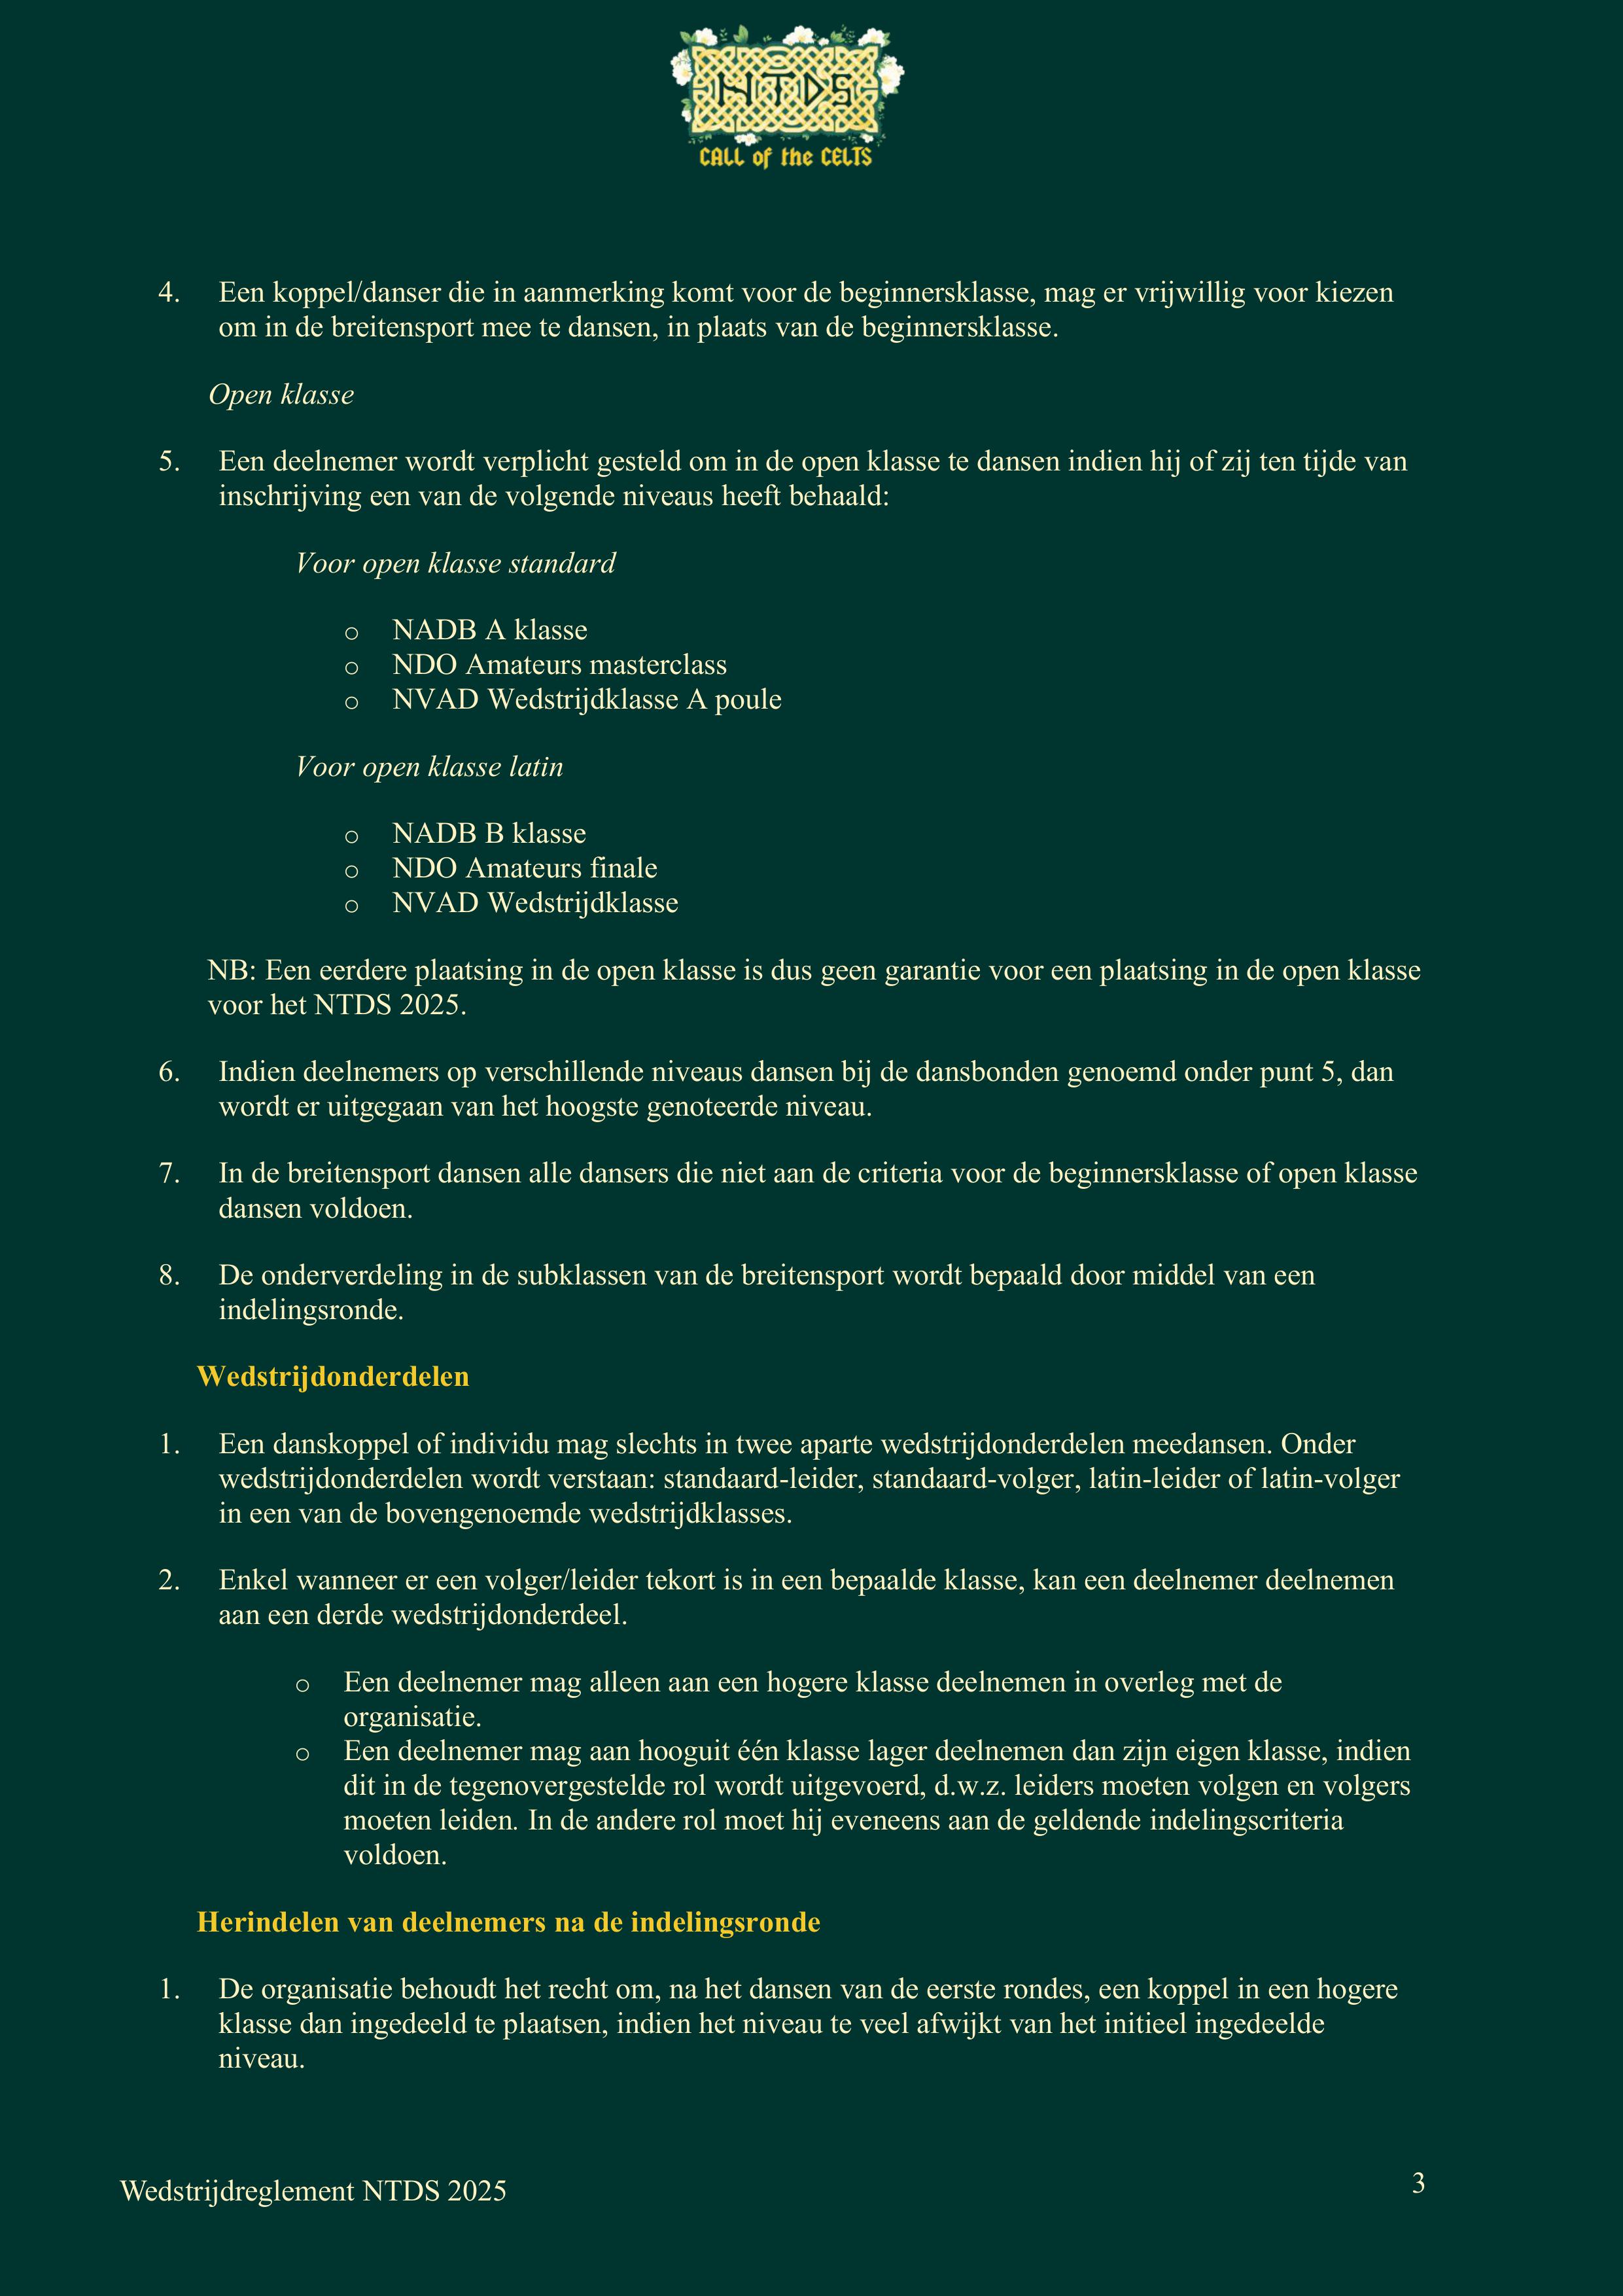 NTDS
CALL of the CELTS
4. Een koppel/danser die in aanmerking komt voor de beginnersklasse, mag er vrijwillig voor kiezen
om in de breitensport mee te dansen, in plaats van de beginnersklasse.
Open klasse
5. Een deelnemer wordt verplicht gesteld om in de open klasse te dansen indien hij of zij ten tijde van
inschrijving een van de volgende niveaus heeft behaald:
Voor open klasse standard
o NADB A klasse
o NDO Amateurs masterclass
o NVAD Wedstrijdklasse A poule
Voor open klasse latin
o NADB B klasse
o NDO Amateurs finale
o NVAD Wedstrijdklasse
NB: Een eerdere plaatsing in de open klasse is dus geen garantie voor een plaatsing in de open klasse
voor het NTDS 2025.
6. Indien deelnemers op verschillende niveaus dansen bij de dansbonden genoemd onder punt 5, dan
wordt er uitgegaan van het hoogste genoteerde niveau.
7. In de breitensport dansen alle dansers die niet aan de criteria voor de beginnersklasse of open klasse
dansen voldoen.
8. De onderverdeling in de subklassen van de breitensport wordt bepaald door middel van een
indelingsronde.
Wedstrijdonderdelen
1. Een danskoppel of individu mag slechts in twee aparte wedstrijdonderdelen meedansen. Onder
wedstrijdonderdelen wordt verstaan: standaard-leider, standaard-volger, latin-leider of latin-volger
in een van de bovengenoemde wedstrijdklasses.
2. Enkel wanneer er een volger/leider tekort is in een bepaalde klasse, kan een deelnemer deelnemen
aan een derde wedstrijdonderdeel.
o Een deelnemer mag alleen aan een hogere klasse deelnemen in overleg met de
organisatie.
o Een deelnemer mag aan hooguit één klasse lager deelnemen dan zijn eigen klasse, indien
dit in de tegenovergestelde rol wordt uitgevoerd, d.w.z. leiders moeten volgen en volgers
moeten leiden. In de andere rol moet hij eveneens aan de geldende indelingscriteria
voldoen.
Herindelen van deelnemers na de indelingsronde
1. De organisatie behoudt het recht om, na het dansen van de eerste rondes, een koppel in een hogere
klasse dan ingedeeld te plaatsen, indien het niveau te veel afwijkt van het initieel ingedeelde
niveau.
Wedstrijdreglement NTDS 2025
3